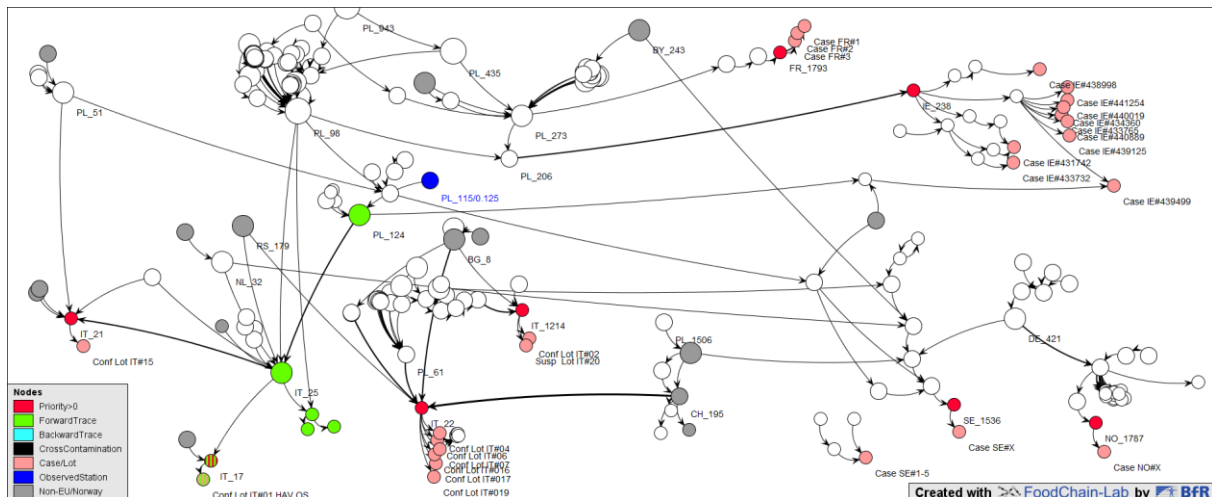 PL_943
BY_243
Case FR#1
Case FR#2
Case FR#3
FR_1793
PL_435
PL_51
PL_98
PL_273
PL_206
IE_238
Case IE#438998
Case IE#441254
Case IE#440019
Case IE#434360
Case IE#433765
Case IE#440889
Case IE#439125
Case IE#431742
Case IE#433732
Case IE#439499
PL_115/0.125
PL_124
RS_179
BG_8
NL_32
IT_21
Conf Lot IT#15
IT_1214
Conf Lot IT#02
Susp Lot IT#20
PL_1506
DE_421
PL_61
IT_25
CH_195
IT_22
Conf Lot IT#04
Conf Lot IT#06
Conf Lot IT#07
Conf Lot IT#016
Conf Lot IT#017
Conf Lot IT#019
SE_1536
Case SE#X
Case SE#1-5
NO_1787
Case NO#X
IT_17
Conf Lot IT#01 HAV OS
Nodes
Priority>0
ForwardTrace
BackwardTrace
CrossContamination
Case/Lot
ObservedStation
Non-EU/Norway
Created with FoodChain-Lab by BfR